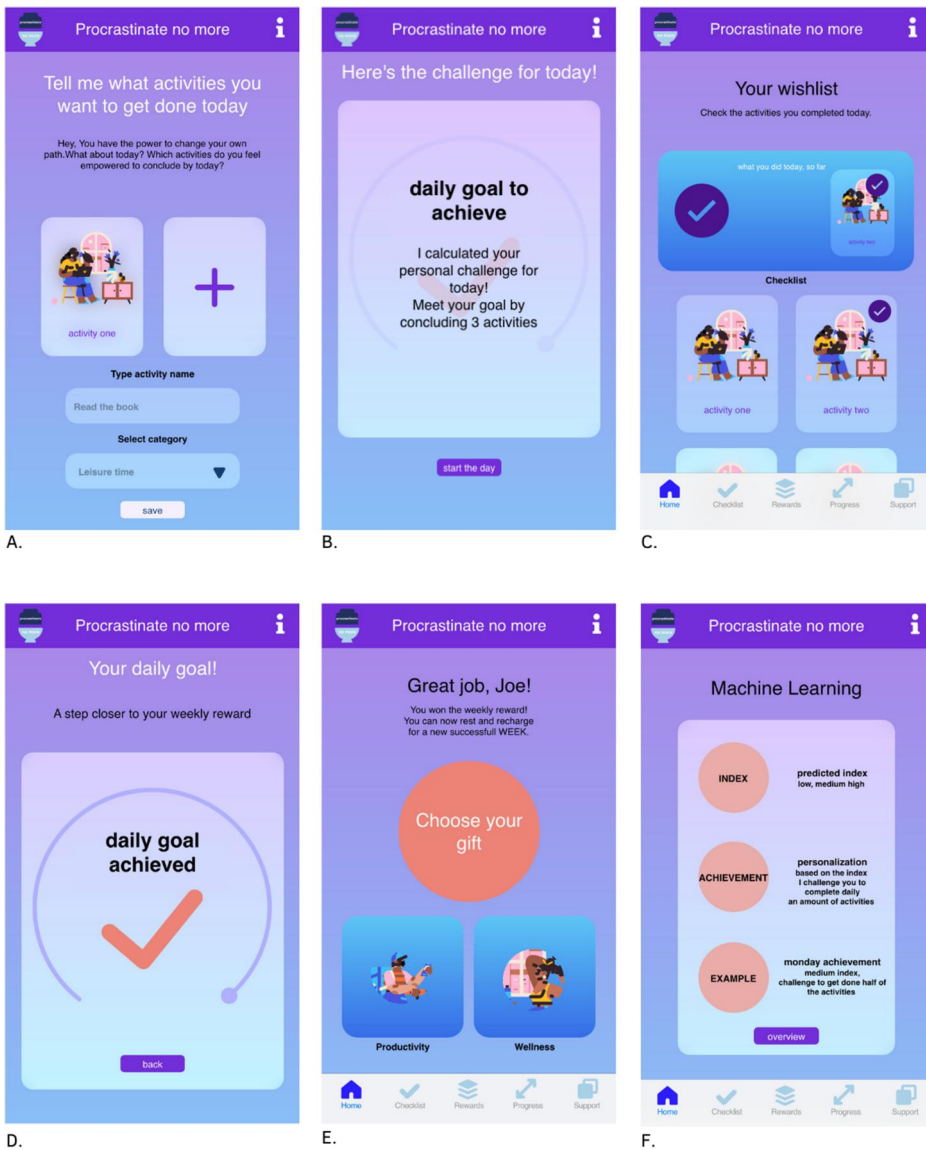 Procrastinate no more
Tell me what activities you
want to get done today
Hey, You have the power to change your own
path.What about today? Which activities do you feel
empowered to conclude by today?
activity one
Type activity name
Read the book
Select category
Leisure time
save
A.
Procrastinate no more
Here's the challenge for today!
daily goal to
achieve
I calculated your
personal challenge for
today!
Meet your goal by
concluding 3 activities
start the day
B.
Procrastinate no more
Your wishlist
Check the activities you completed today.
what you did today, so far
activity two
Checklist
activity one
activity two
Home
Checklist
Rewards
Progress
Support
C.
Procrastinate no more
Your daily goal!
A step closer to your weekly reward
daily goal
achieved
back
D.
Procrastinate no more
Great job, Joe!
You won the weekly reward!
You can now rest and recharge
for a new successfull WEEK.
Choose your
gift
Productivity
Wellness
Home
Checklist
Rewards
Progress
Support
E.
Procrastinate no more
Machine Learning
INDEX
predicted index
low, medium high
ACHIEVEMENT
personalization
based on the index
I challenge you to
complete daily
an amount of activities
EXAMPLE
monday achievement
medium index,
challenge to get done half of
the activities
overview
Home
Checklist
Rewards
Progress
Support
F.